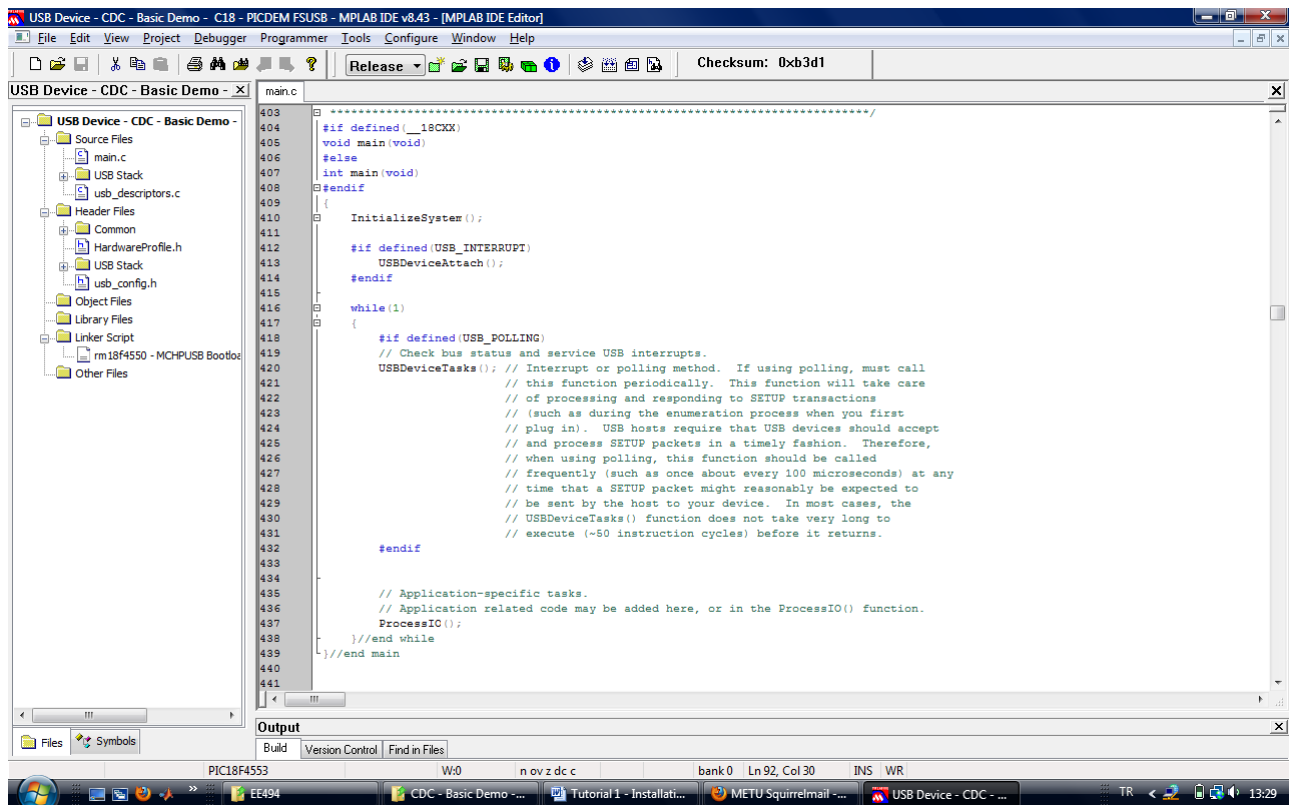 USB Device - CDC - Basic Demo - C18 - PICDEM FSUSB - MPLAB IDE v8.43 - [MPLAB IDE Editor]
File Edit View Project Debugger Programmer Tools Configure Window Help
Release Checksum: 0xb3d1
USB Device - CDC - Basic Demo -
USB Device - CDC - Basic Demo -
Source Files
main.c
USB Stack
usb_descriptors.c
Header Files
Common
HardwareProfile.h
USB Stack
usb_config.h
Object Files
Library Files
Linker Script
rm18f4550 - MCHPUSB Bootloa
Other Files
Files Symbols
main.c
403 *****************************************************************************/
404 #if defined(__18CXX)
405 void main(void)
406 #else
407 int main(void)
408 #endif
409 {
410 InitializeSystem();
411
412 #if defined(USB_INTERRUPT)
413 USBDeviceAttach();
414 #endif
415
416 while(1)
417 {
418 #if defined(USB_POLLING)
419 // Check bus status and service USB interrupts.
420 USBDeviceTasks(); // Interrupt or polling method. If using polling, must call
421 // this function periodically. This function will take care
422 // of processing and responding to SETUP transactions
423 // (such as during the enumeration process when you first
424 // plug in). USB hosts require that USB devices should accept
425 // and process SETUP packets in a timely fashion. Therefore,
426 // when using polling, this function should be called
427 // frequently (such as once about every 100 microseconds) at any
428 // time that a SETUP packet might reasonably be expected to
429 // be sent by the host to your device. In most cases, the
430 // USBDeviceTasks() function does not take very long to
431 // execute (~50 instruction cycles) before it returns.
432 #endif
433
434
435 // Application-specific tasks.
436 // Application related code may be added here, or in the ProcessIO() function.
437 ProcessIO();
438 }//end while
439 }//end main
440
441
Output
Build Version Control Find in Files
PIC18F4553 W:0 n ov z dc c bank 0 Ln 92, Col 30 INS WR
EE494 CDC - Basic Demo -... Tutorial 1 - Installati... METU Squirrelmail -... USB Device - CDC - ... TR 13:29